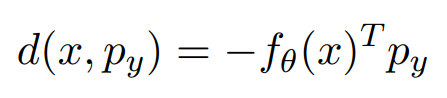 d(x, p_y) = −f_θ(x)^T p_y